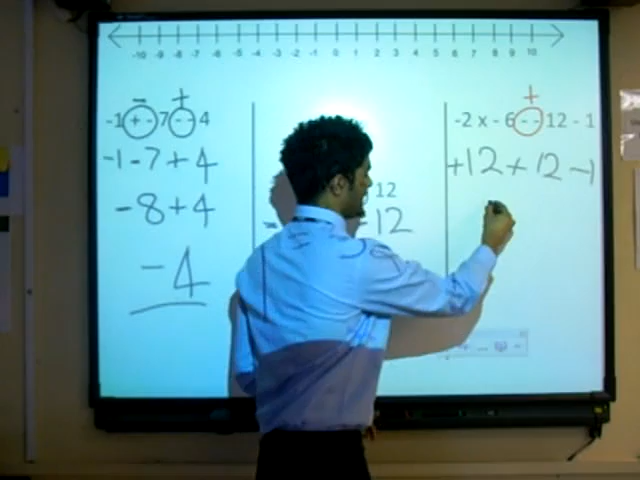 -10 -9 -8 -7 -6 -5 -4 -3 -2 -1 0 1 2 3 4 5 6 7 8 9 10
- +
-1 + - 7 - - 4
-1 - 7 + 4
-8 + 4
-4
12
-12
+
-2 x - 6 - - 12 - 1
+12 + 12 - 1